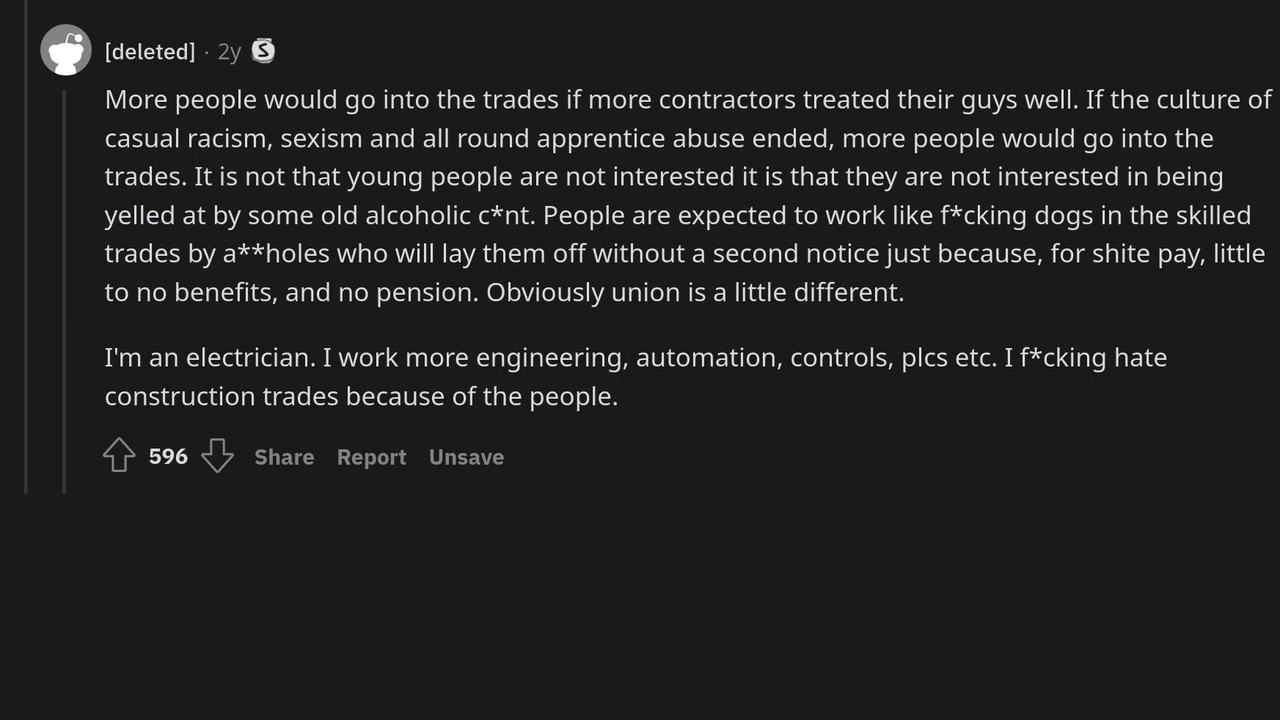 [deleted] · 2y S
More people would go into the trades if more contractors treated their guys well. If the culture of
casual racism, sexism and all round apprentice abuse ended, more people would go into the
trades. It is not that young people are not interested it is that they are not interested in being
yelled at by some old alcoholic c*nt. People are expected to work like f*cking dogs in the skilled
trades by a**holes who will lay them off without a second notice just because, for shite pay, little
to no benefits, and no pension. Obviously union is a little different.
I'm an electrician. I work more engineering, automation, controls, plcs etc. I f*cking hate
construction trades because of the people.
596 Share Report Unsave